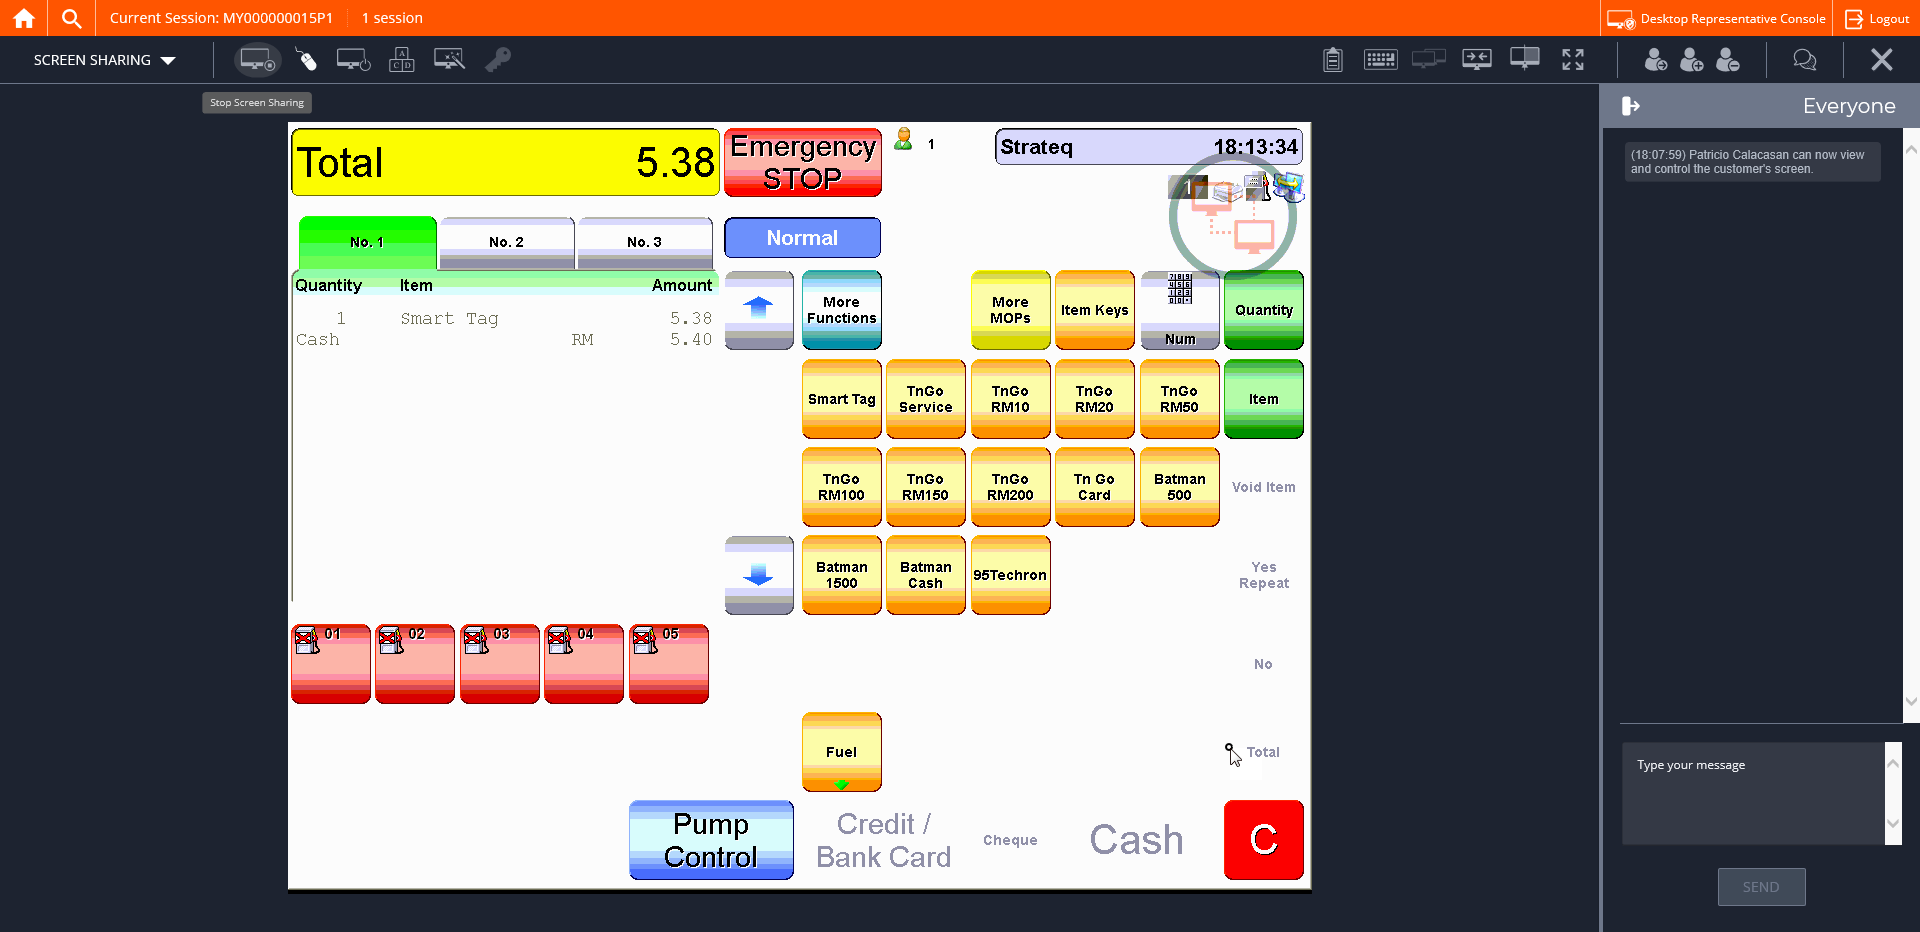 Current Session: MY000000015P1
1 session
Desktop Representative Console
Logout
SCREEN SHARING
Stop Screen Sharing
Everyone
(18:07:59) Patricio Calacasan can now view
and control the customer's screen.
Total 5.38
Emergency
STOP
1
Strateq 18:13:34
1
No. 1
No. 2
No. 3
Normal
Quantity Item Amount
1 Smart Tag 5.38
Cash RM 5.40
More
Functions
More
MOPs
Item Keys
Num
Quantity
Smart Tag
TnGo
Service
TnGo
RM10
TnGo
RM20
TnGo
RM50
Item
TnGo
RM100
TnGo
RM150
TnGo
RM200
Tn Go
Card
Batman
500
Void Item
Batman
1500
Batman
Cash
95Techron
Yes
Repeat
01
02
03
04
05
No
Fuel
Total
Pump
Control
Credit /
Bank Card
Cheque
Cash
C
Type your message
SEND